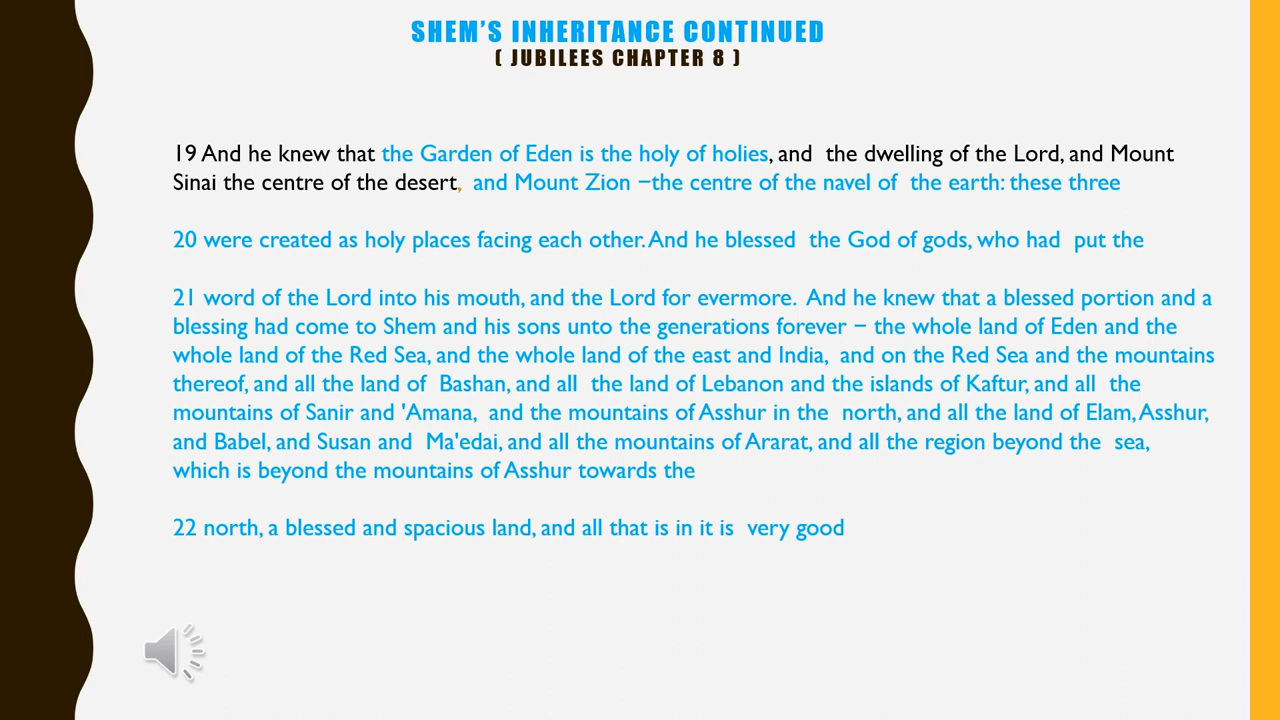 SHEM'S INHERITANCE CONTINUED
( JUBILEES CHAPTER 8 )
19 And he knew that the Garden of Eden is the holy of holies, and the dwelling of the Lord, and Mount
Sinai the centre of the desert, and Mount Zion −the centre of the navel of the earth: these three
20 were created as holy places facing each other. And he blessed the God of gods, who had put the
21 word of the Lord into his mouth, and the Lord for evermore. And he knew that a blessed portion and a
blessing had come to Shem and his sons unto the generations forever − the whole land of Eden and the
whole land of the Red Sea, and the whole land of the east and India, and on the Red Sea and the mountains
thereof, and all the land of Bashan, and all the land of Lebanon and the islands of Kaftur, and all the
mountains of Sanir and 'Amana, and the mountains of Asshur in the north, and all the land of Elam, Asshur,
and Babel, and Susan and Ma'edai, and all the mountains of Ararat, and all the region beyond the sea,
which is beyond the mountains of Asshur towards the
22 north, a blessed and spacious land, and all that is in it is very good